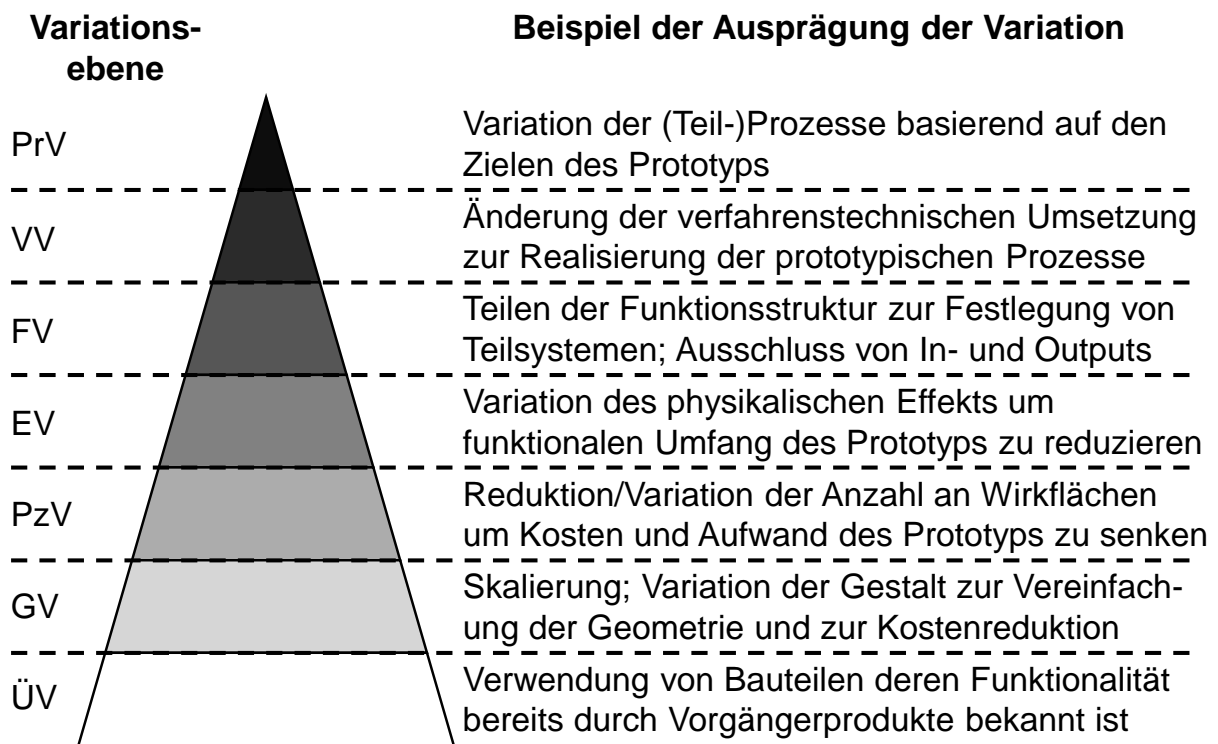 Variations-
ebene
Beispiel der Ausprägung der Variation
PrV
Variation der (Teil-)Prozesse basierend auf den
Zielen des Prototyps
VV
Änderung der verfahrenstechnischen Umsetzung
zur Realisierung der prototypischen Prozesse
FV
Teilen der Funktionsstruktur zur Festlegung von
Teilsystemen; Ausschluss von In- und Outputs
EV
Variation des physikalischen Effekts um
funktionalen Umfang des Prototyps zu reduzieren
PzV
Reduktion/Variation der Anzahl an Wirkflächen
um Kosten und Aufwand des Prototyps zu senken
GV
Skalierung; Variation der Gestalt zur Vereinfach-
ung der Geometrie und zur Kostenreduktion
ÜV
Verwendung von Bauteilen deren Funktionalität
bereits durch Vorgängerprodukte bekannt ist